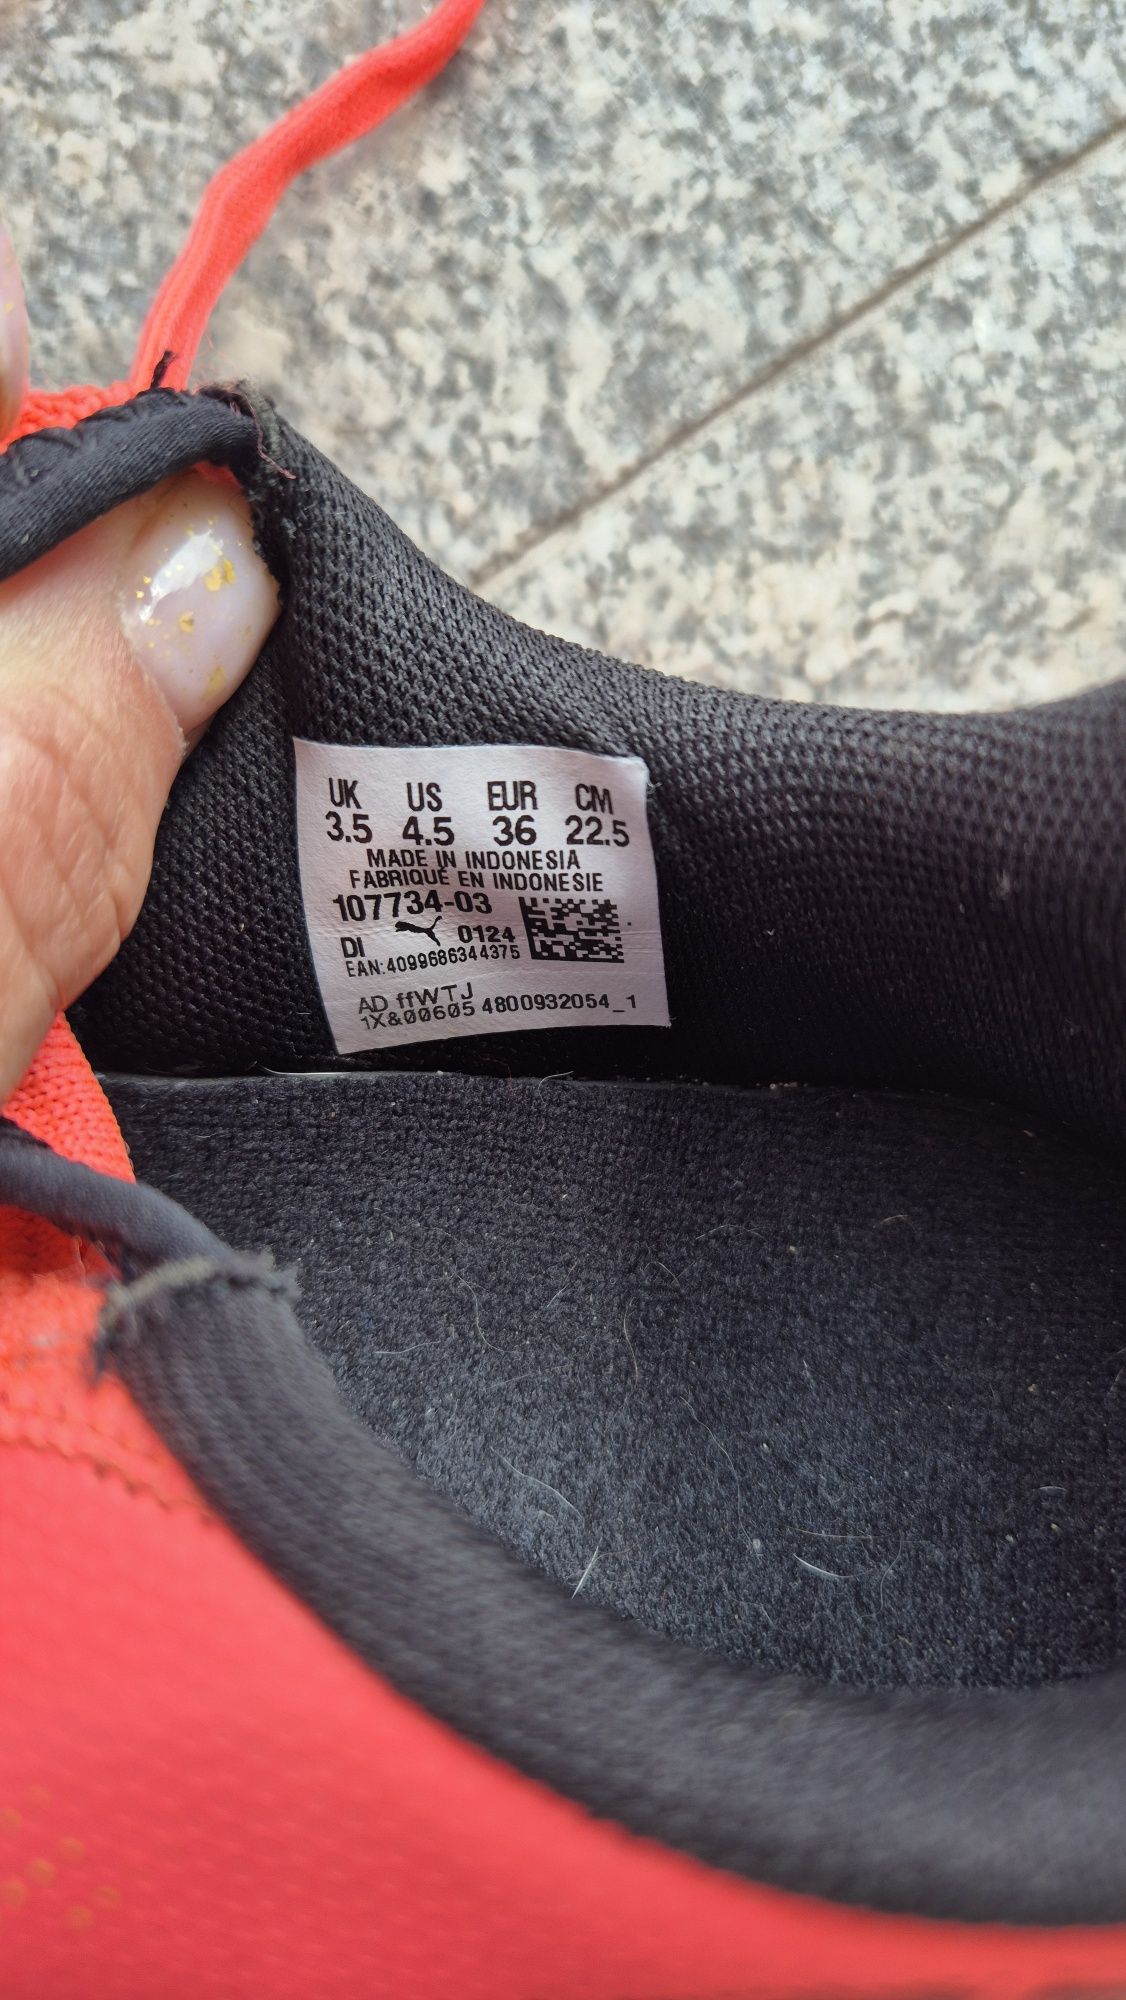 UK US EUR CM
3.5 4.5 36 22.5
MADE IN INDONESIA
FABRIQUÉ EN INDONESIE
107734-03
DI 0124
EAN:4099686344375
AD ffWTJ
1X&00605 4800932054_1